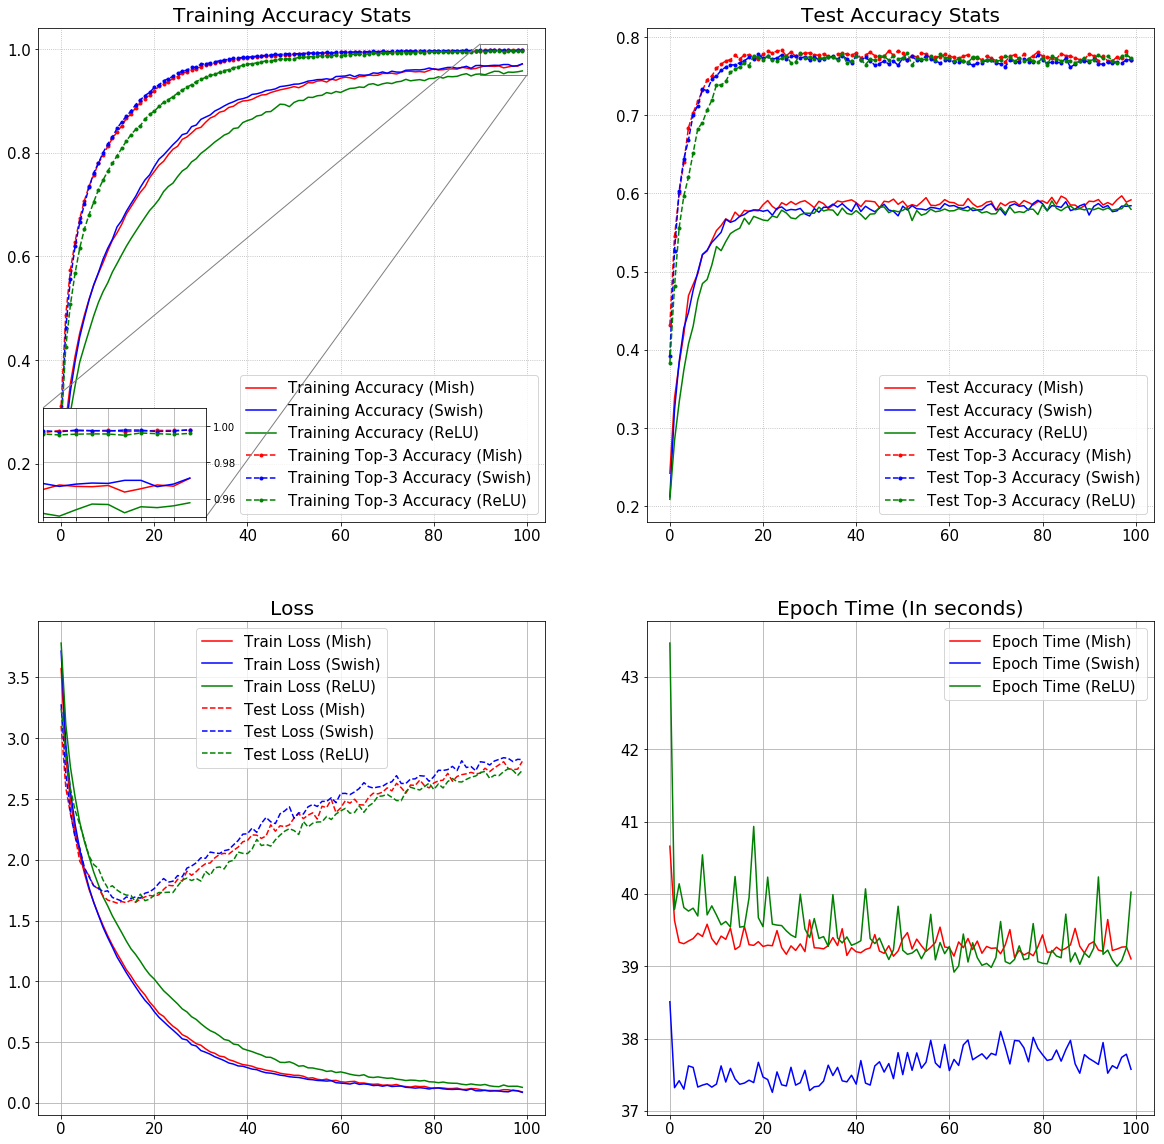 Training Accuracy Stats
1.0
0.8
0.6
0.4
0.2
Training Accuracy (Mish)
Training Accuracy (Swish)
Training Accuracy (ReLU)
Training Top-3 Accuracy (Mish)
Training Top-3 Accuracy (Swish)
Training Top-3 Accuracy (ReLU)
1.00
0.98
0.96
0 20 40 60 80 100
Test Accuracy Stats
0.8
0.7
0.6
0.5
0.4
0.3
0.2
Test Accuracy (Mish)
Test Accuracy (Swish)
Test Accuracy (ReLU)
Test Top-3 Accuracy (Mish)
Test Top-3 Accuracy (Swish)
Test Top-3 Accuracy (ReLU)
0 20 40 60 80 100
Loss
3.5
3.0
2.5
2.0
1.5
1.0
0.5
0.0
Train Loss (Mish)
Train Loss (Swish)
Train Loss (ReLU)
Test Loss (Mish)
Test Loss (Swish)
Test Loss (ReLU)
0 20 40 60 80 100
Epoch Time (In seconds)
43
42
41
40
39
38
37
Epoch Time (Mish)
Epoch Time (Swish)
Epoch Time (ReLU)
0 20 40 60 80 100